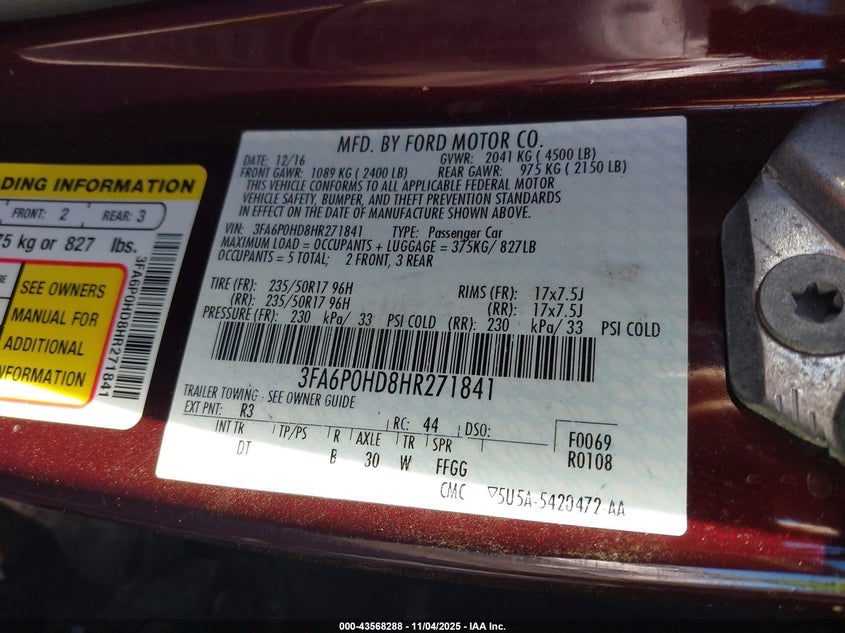 MFD. BY FORD MOTOR CO.
DATE: 12/16 GVWR: 2041 KG ( 4500 LB)
FRONT GAWR: 1089 KG ( 2400 LB) REAR GAWR: 975 KG ( 2150 LB)
THIS VEHICLE CONFORMS TO ALL APPLICABLE FEDERAL MOTOR
VEHICLE SAFETY, BUMPER, AND THEFT PREVENTION STANDARDS
IN EFFECT ON THE DATE OF MANUFACTURE SHOWN ABOVE.
VIN: 3FA6P0HD8HR271841 TYPE: Passenger Car
MAXIMUM LOAD = OCCUPANTS + LUGGAGE = 375KG/ 827LB
OCCUPANTS = 5 TOTAL; 2 FRONT, 3 REAR
TIRE (FR): 235/50R17 96H RIMS (FR): 17x7.5J
(RR): 235/50R17 96H (RR): 17x7.5J
PRESSURE (FR): 230 kPa/ 33 PSI COLD (RR): 230 kPa/ 33 PSI COLD
3FA6P0HD8HR271841
TRAILER TOWING - SEE OWNER GUIDE
EXT PNT: R3 RC: 44 DSO:
INT TR TP/PS R AXLE TR SPR F0069
DT B 30 W FFGG R0108
CMC ▽5U5A-5420472-AA
ADING INFORMATION
FRONT: 2 REAR: 3
75 kg or 827 lbs.
SEE OWNERS
MANUAL FOR
ADDITIONAL
INFORMATION
3FA6P0HD8HR271841
000-43568288 - 11/04/2025 - IAA Inc.